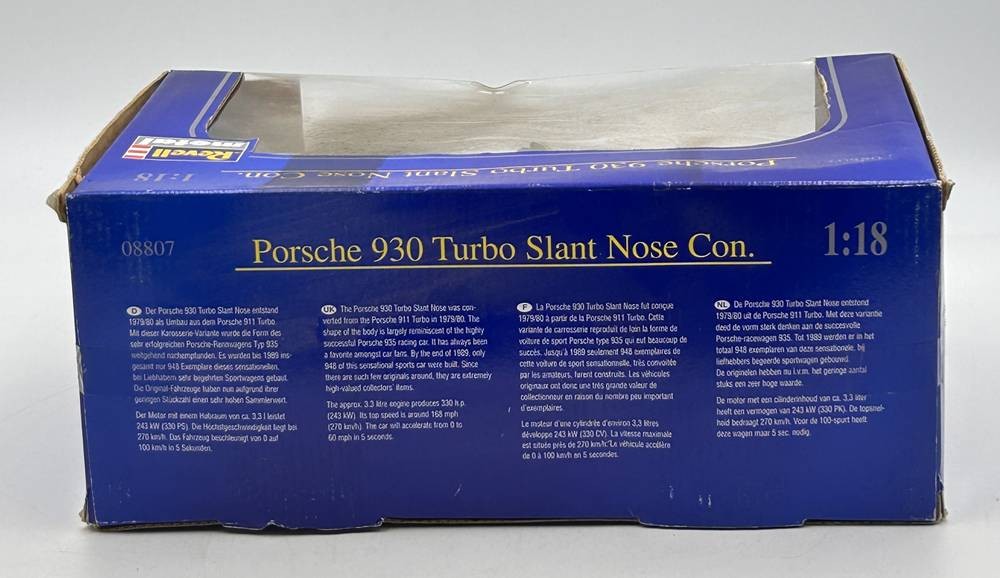 Revell
metal
1:18
Porsche 930 Turbo Slant Nose Con.
08807
Porsche 930 Turbo Slant Nose Con.
1:18
D Der Porsche 930 Turbo Slant Nose entstand
1979/80 als Umbau aus dem Porsche 911 Turbo.
Mit dieser Karosserie-Variante wurde die Form des
sehr erfolgreichen Porsche-Rennwagens Typ 935
weitgehend nachempfunden. Es wurden bis 1989 ins-
gesamt nur 948 Exemplare dieses sensationellen,
bei Liebhabern sehr begehrten Sportwagens gebaut.
Die Original-Fahrzeuge haben nun aufgrund ihrer
geringen Stückzahl einen sehr hohen Sammlerwert.
Der Motor mit einem Hubraum von ca. 3,3 l leistet
243 kW (330 PS). Die Höchstgeschwindigkeit liegt bei
270 km/h. Das Fahrzeug beschleunigt von 0 auf
100 km/h in 5 Sekunden.
UK The Porsche 930 Turbo Slant Nose was con-
verted from the Porsche 911 Turbo in 1979/80. The
shape of the body is largely reminiscent of the highly
successful Porsche 935 racing car. It has always been
a favorite amongst car fans. By the end of 1989, only
948 of this sensational sports car were built. Since
there are such few originals around, they are extremely
high-valued collectors' items.
The approx. 3.3 litre engine produces 330 h.p.
(243 kW). Its top speed is around 168 mph
(270 km/h). The car will accelerate from 0 to
60 mph in 5 seconds.
F La Porsche 930 Turbo Slant Nose fut conçue
1979/80 à partir de la Porsche 911 Turbo. Cette
variante de carrosserie reproduit de loin la forme de
voiture de sport Porsche type 935 qui eut beaucoup de
succès. Jusqu'à 1989 seulement 948 exemplaires de
cette voiture de sport sensationnelle, très convoitée
par les amateurs, furent construits. Les véhicules
originaux ont donc une très grande valeur de
collectionneur en raison du nombre peu important
d'exemplaires.
Le moteur d'une cylindrée d'environ 3,3 litres
développe 243 kW (330 CV). La vitesse maximale
est située près de 270 km/h. Le véhicule accélère
de 0 à 100 km/h en 5 secondes.
NL De Porsche 930 Turbo Slant Nose entstond
1979/80 uit de Porsche 911 Turbo. Met deze variante
deed de vorm sterk denken aan de succesvolle
Porsche-racewagen 935. Tot 1989 werden er in het
totaal 948 exemplaren van deze sensationele, bij
liefhebbers begeerde sportwagen gebouwd.
De originelen hebben nu i.v.m. het geringe aantal
stuks een zeer hoge waarde.
De motor met een cilinderinhoud van ca. 3,3 liter
heeft een vermogen van 243 kW (330 PK). De topsnel-
heid bedraagt 270 km/h. Voor de 100-spurt heeft
deze wagen maar 5 sec. nodig.